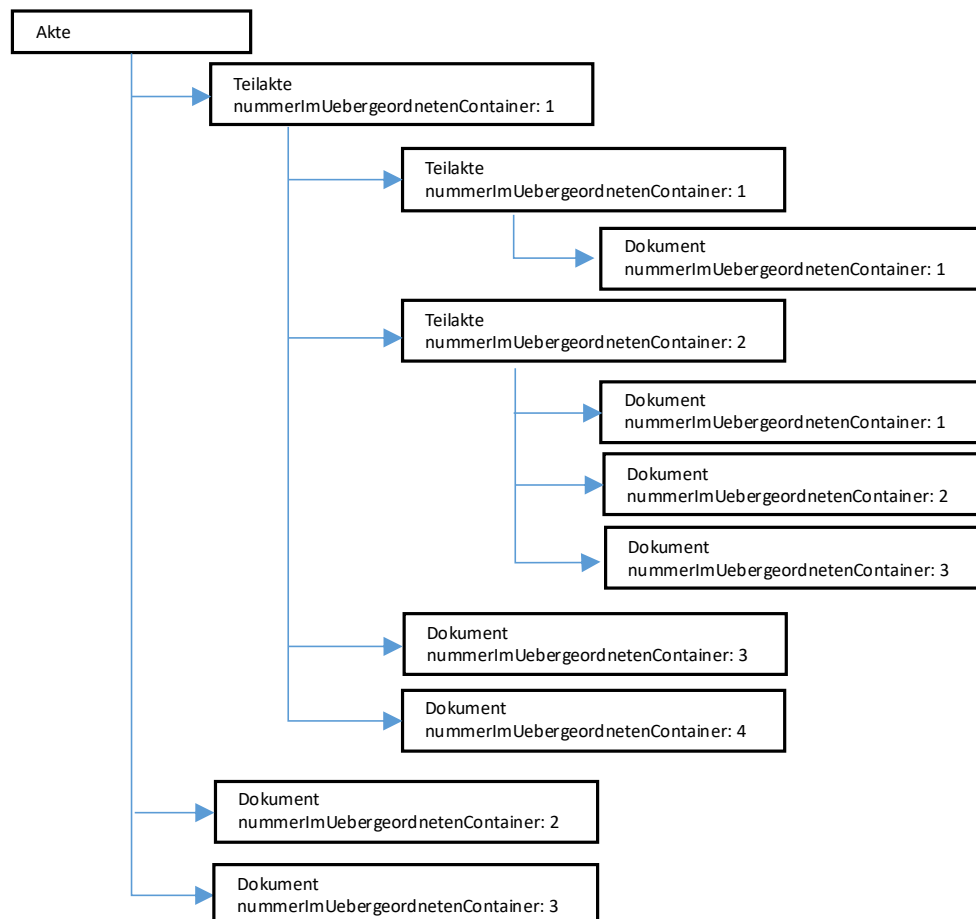 Akte
Teilakte
nummerImUebergeordnetenContainer: 1
Teilakte
nummerImUebergeordnetenContainer: 1
Dokument
nummerImUebergeordnetenContainer: 1
Teilakte
nummerImUebergeordnetenContainer: 2
Dokument
nummerImUebergeordnetenContainer: 1
Dokument
nummerImUebergeordnetenContainer: 2
Dokument
nummerImUebergeordnetenContainer: 3
Dokument
nummerImUebergeordnetenContainer: 3
Dokument
nummerImUebergeordnetenContainer: 4
Dokument
nummerImUebergeordnetenContainer: 2
Dokument
nummerImUebergeordnetenContainer: 3